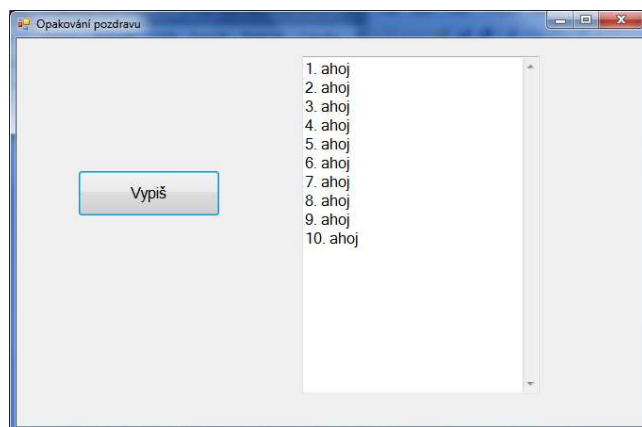 Opakování pozdravu
1. ahoj
2. ahoj
3. ahoj
4. ahoj
5. ahoj
6. ahoj
7. ahoj
8. ahoj
9. ahoj
10. ahoj
Vypiš